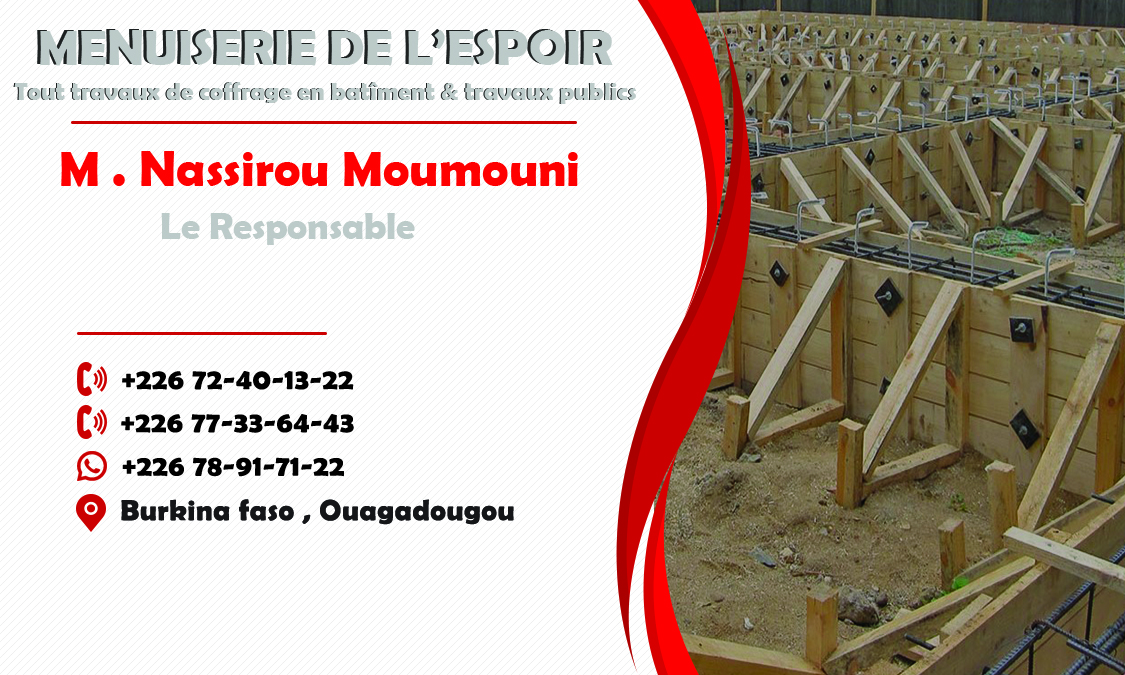 MENUISERIE DE L'ESPOIR
Tout travaux de coffrage en batîment & travaux publics
M . Nassirou Moumouni
Le Responsable
+226 72-40-13-22
+226 77-33-64-43
+226 78-91-71-22
Burkina faso , Ouagadougou